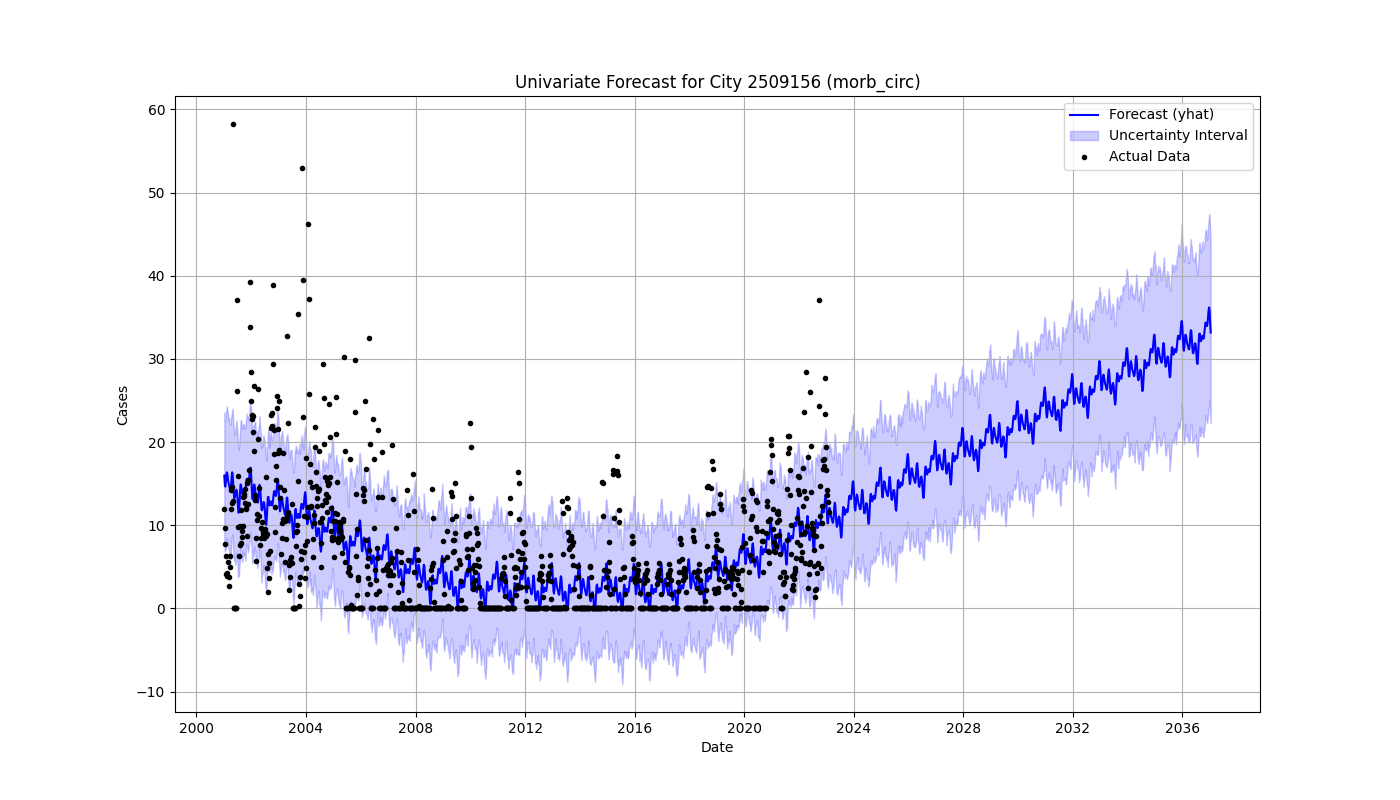 Univariate Forecast for City 2509156 (morb_circ)
Forecast (yhat)
Uncertainty Interval
Actual Data
Cases
60
50
40
30
20
10
0
−10
2000 2004 2008 2012 2016 2020 2024 2028 2032 2036
Date